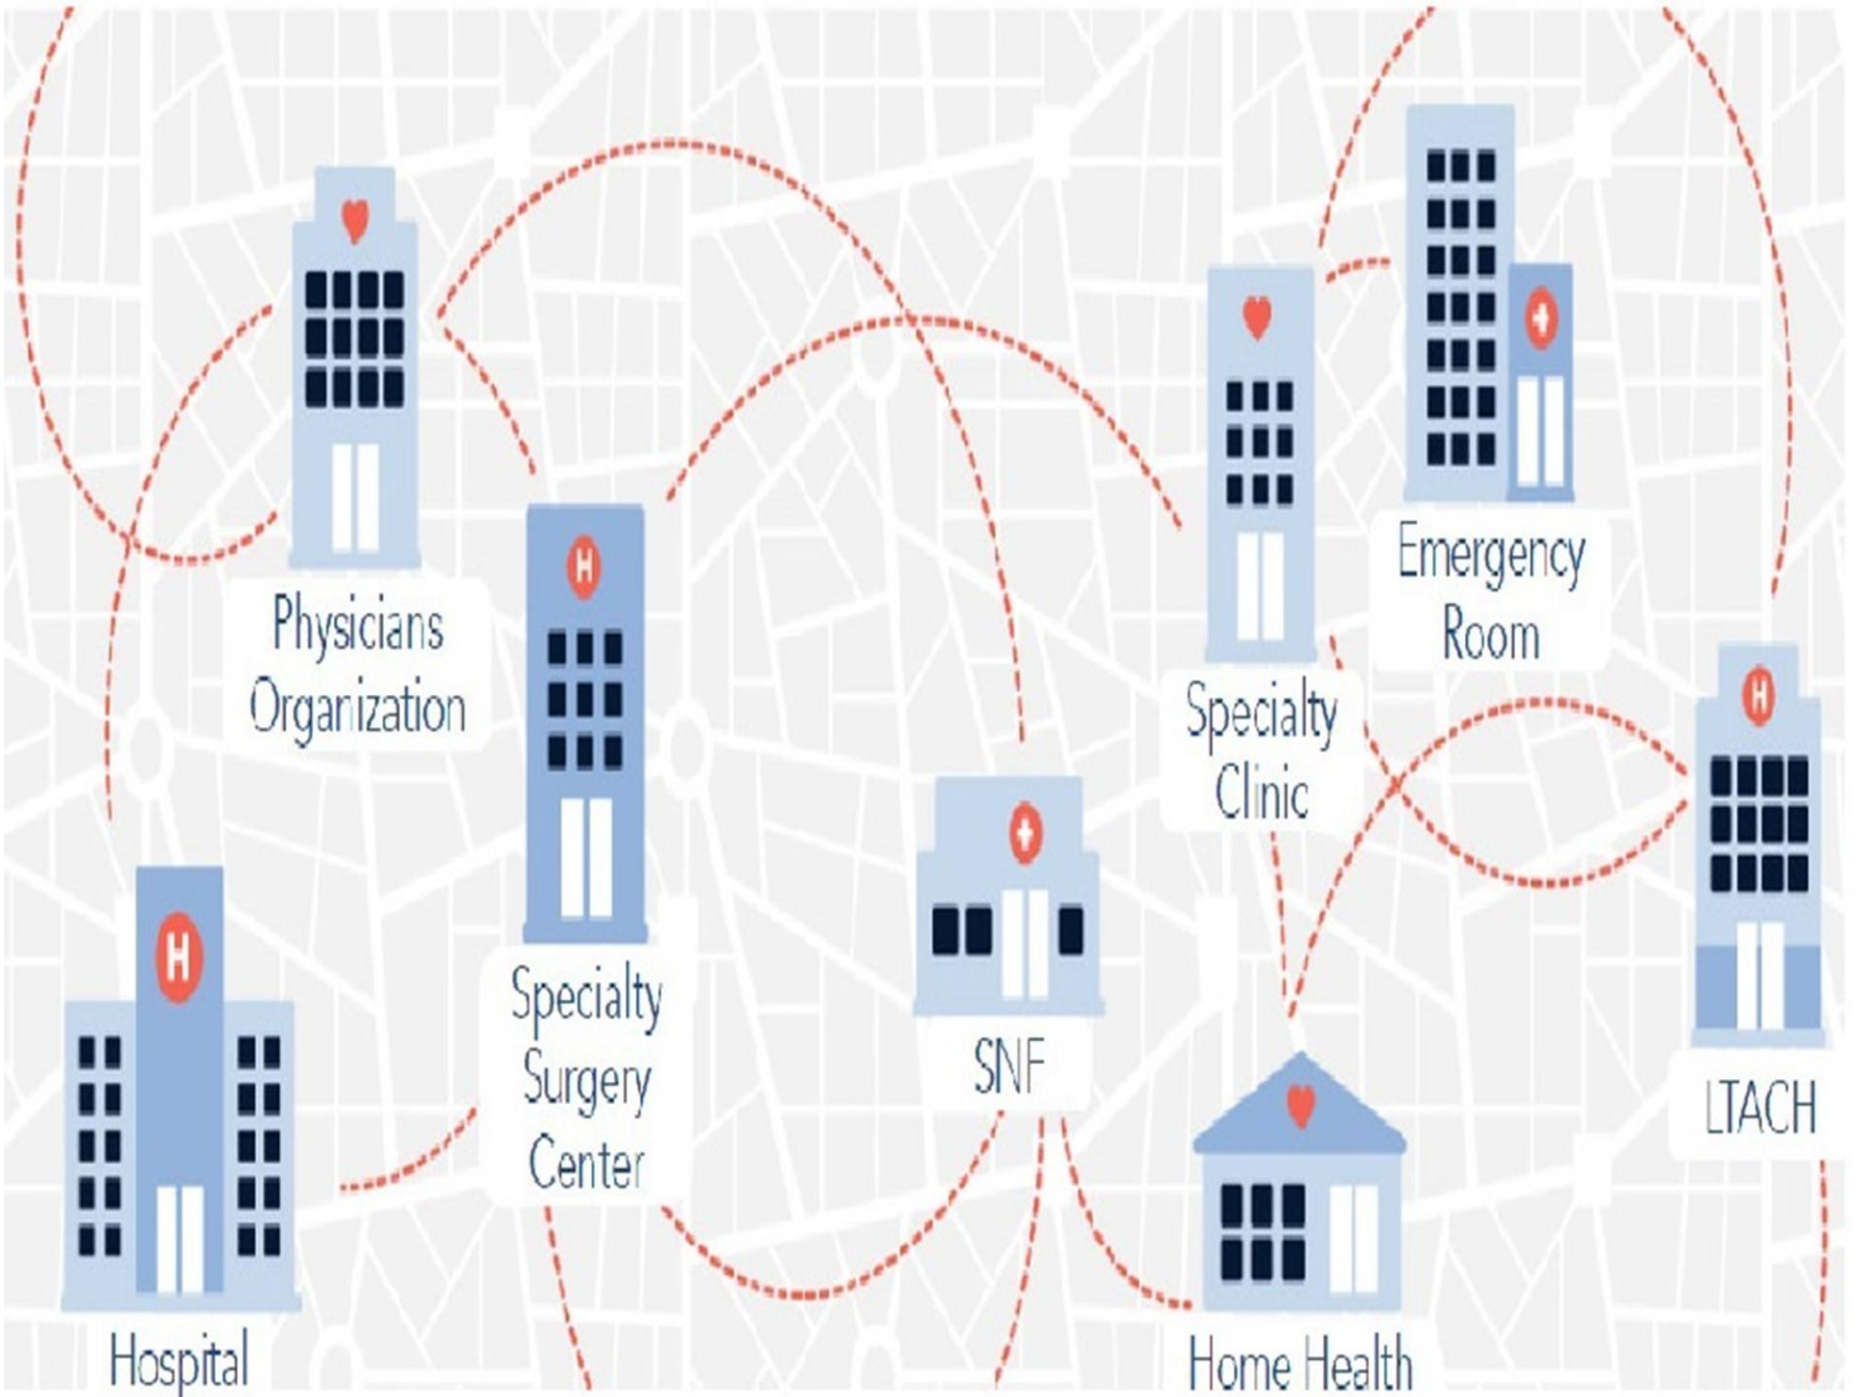 Physicians
Organization
Emergency
Room
Specialty
Clinic
Specialty
Surgery
Center
SNF
LTACH
Hospital
Home Health
H
H
H